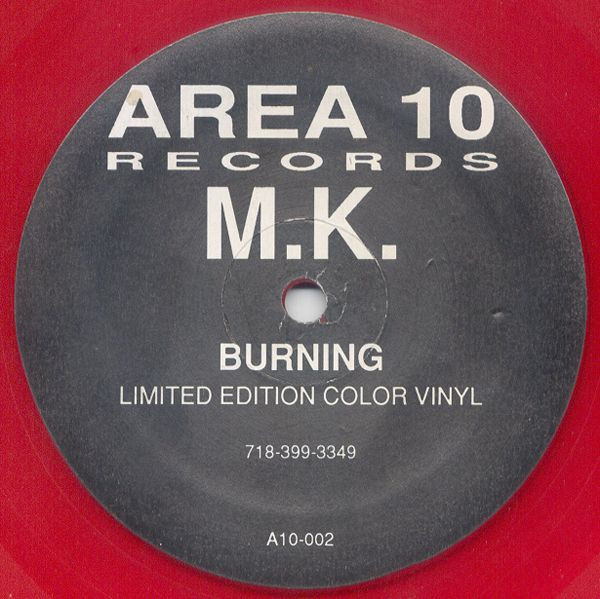 AREA 10
RECORDS
M.K.
BURNING
LIMITED EDITION COLOR VINYL
718-399-3349
A10-002